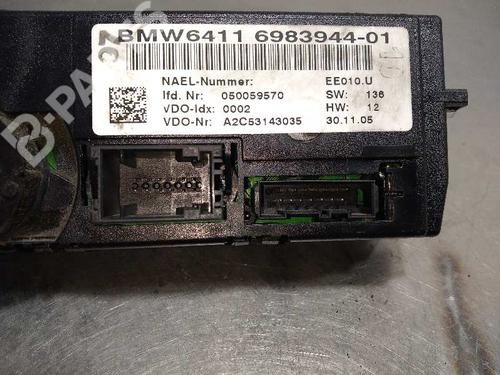 BMW6411 6983944-01
NAEL-Nummer: EE010.U
lfd. Nr: 050059570 SW: 136
VDO-Idx: 0002 HW: 12
VDO-Nr: A2C53143035 30.11.05